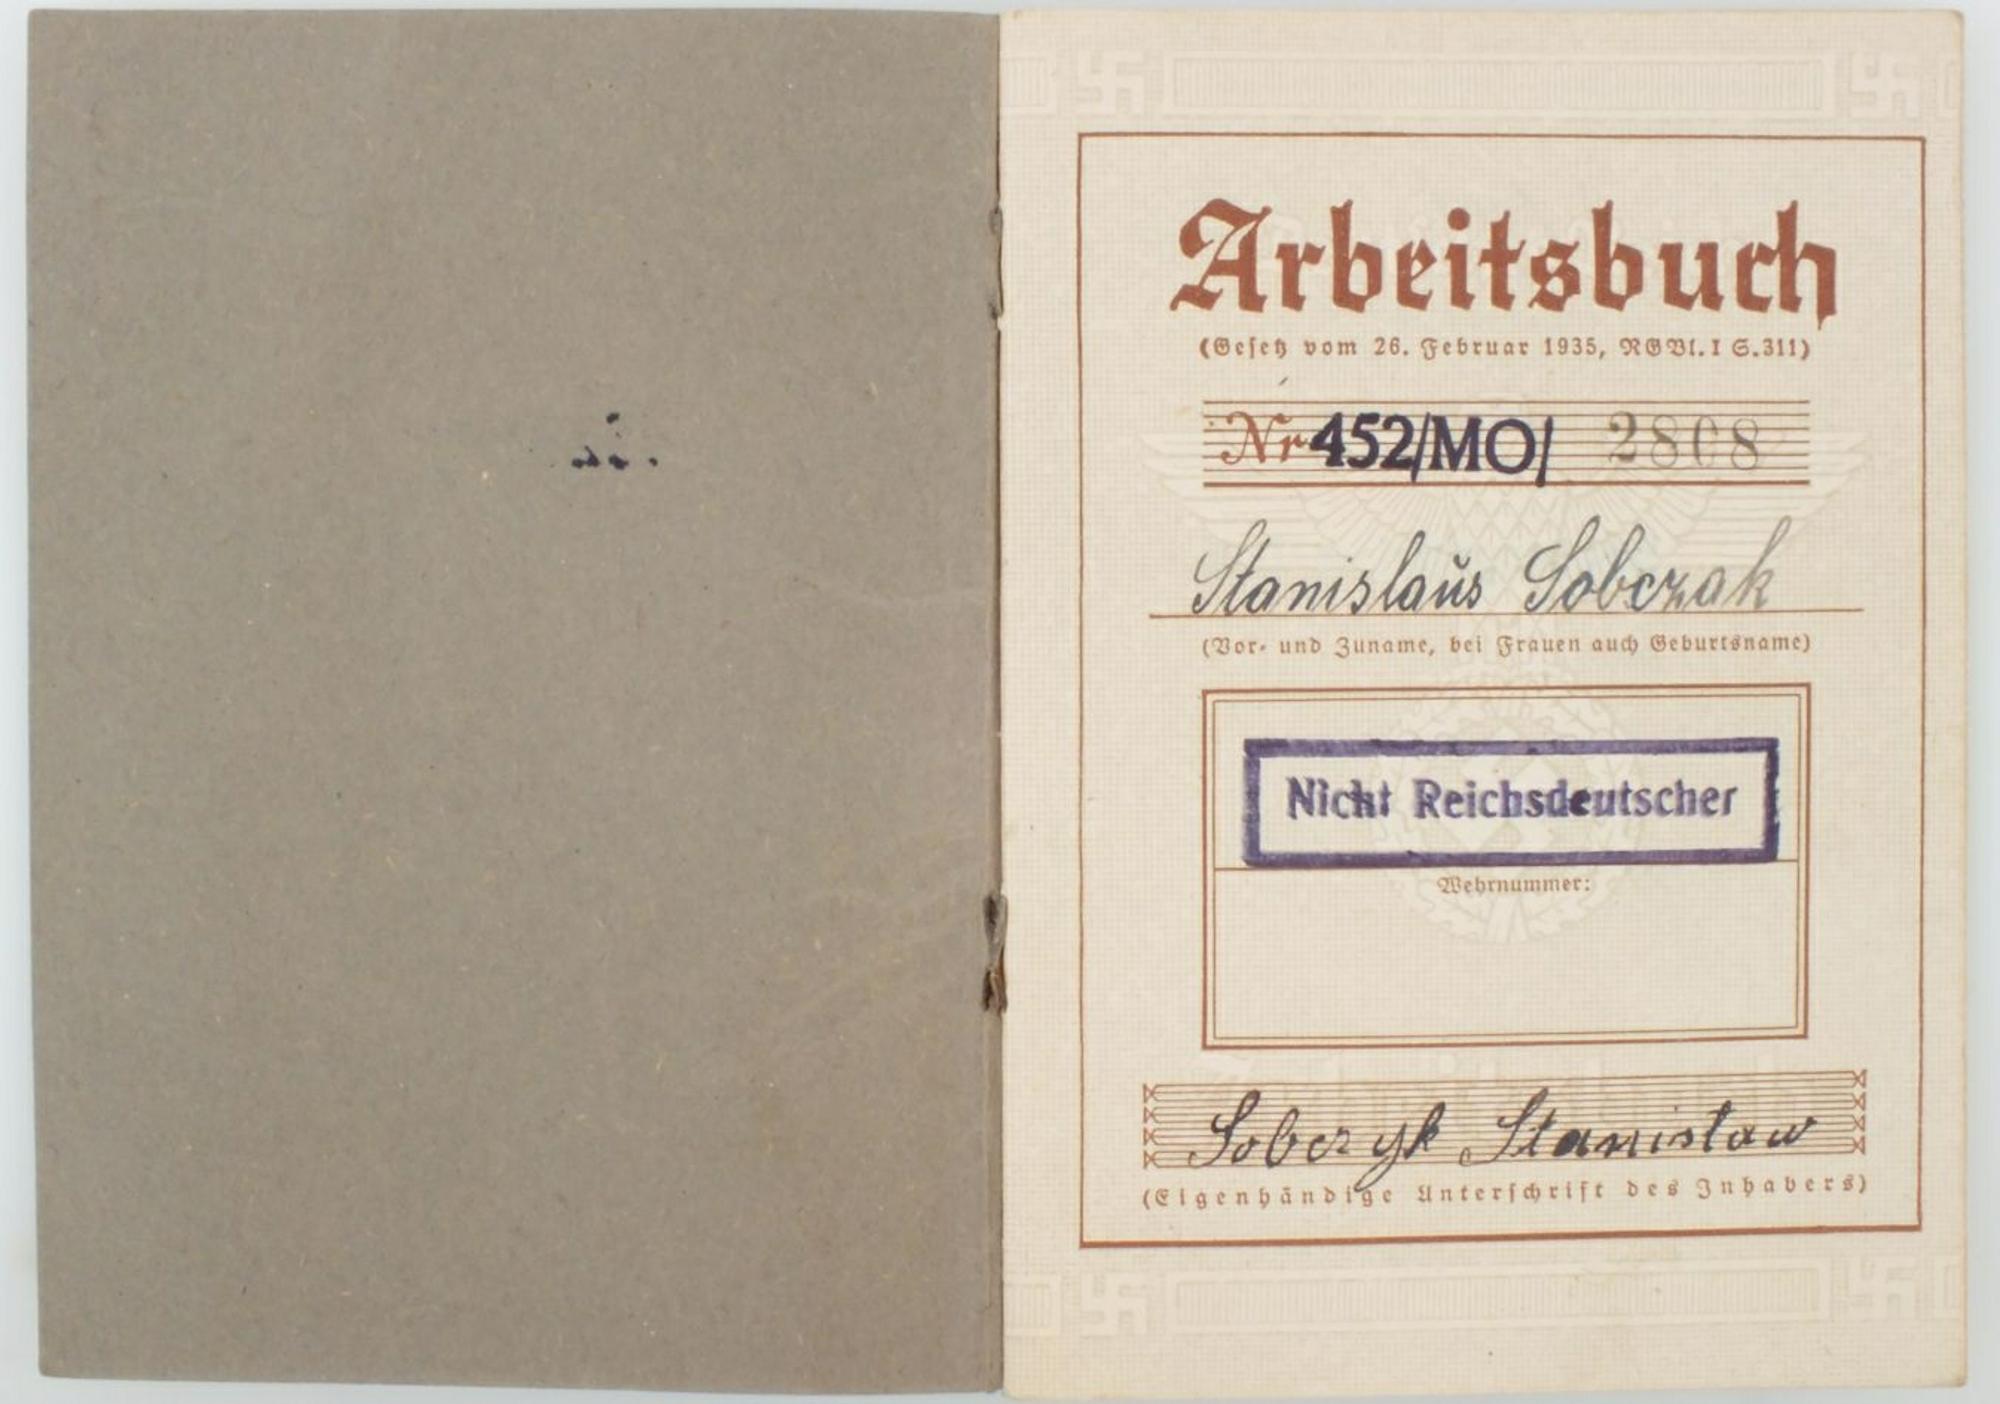 Arbeitsbuch
(Gesetz vom 26. Februar 1935, RGBl. I S. 311)
Nr 452/MO/ 2808
Stanislaus Sobczak
(Vor- und Zuname, bei Frauen auch Geburtsname)
Nicht Reichsdeutscher
Wehrnummer:
Sobczyk Stanisław
(Eigenhändige Unterschrift des Inhabers)